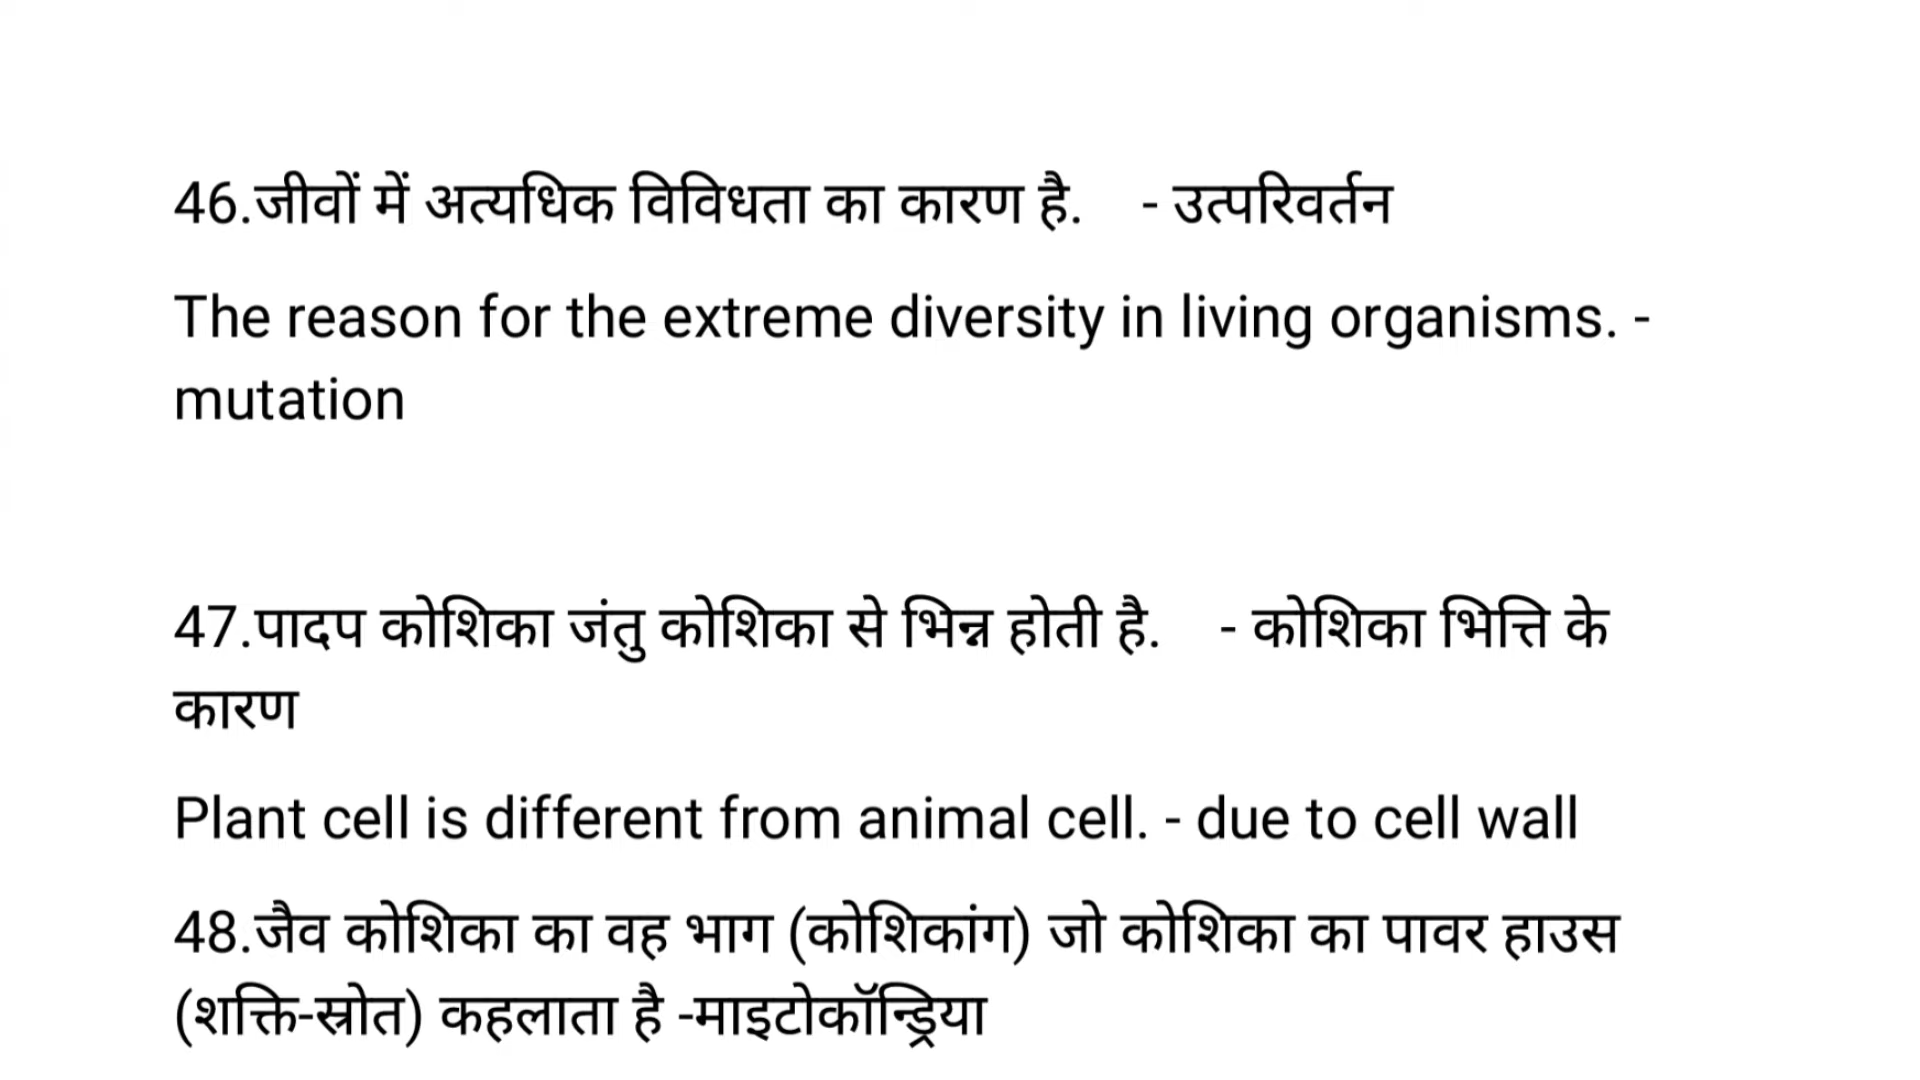 46.जीवों में अत्यधिक विविधता का कारण है. - उत्परिवर्तन
The reason for the extreme diversity in living organisms. -
mutation
47.पादप कोशिका जंतु कोशिका से भिन्न होती है. - कोशिका भित्ति के
कारण
Plant cell is different from animal cell. - due to cell wall
48.जैव कोशिका का वह भाग (कोशिकांग) जो कोशिका का पावर हाउस
(शक्ति-स्रोत) कहलाता है -माइटोकॉन्ड्रिया